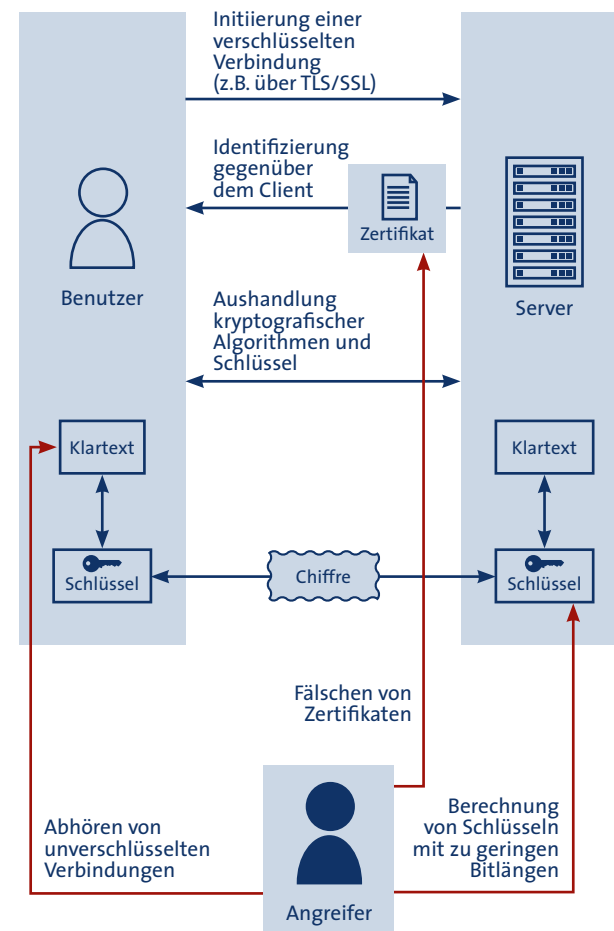 Initiierung einer
verschlüsselten
Verbindung
(z.B. über TLS/SSL)
Identifizierung
gegenüber
dem Client
Zertifikat
Benutzer
Server
Aushandlung
kryptografischer
Algorithmen und
Schlüssel
Klartext
Klartext
Schlüssel
Chiffre
Schlüssel
Fälschen von
Zertifikaten
Abhören von
unverschlüsselten
Verbindungen
Berechnung
von Schlüsseln
mit zu geringen
Bitlängen
Angreifer